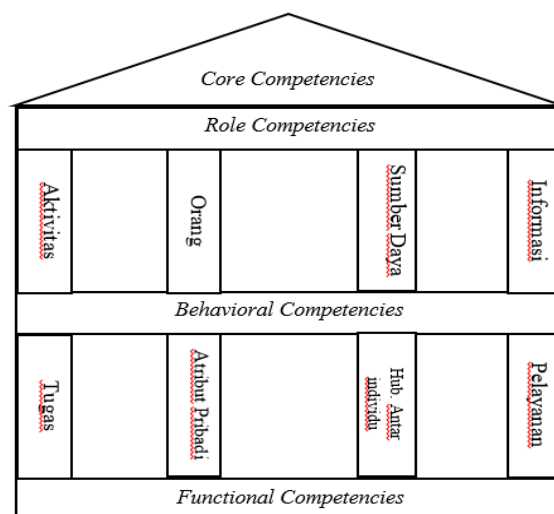 Core Competencies
Role Competencies
Aktivitas
Orang
Sumber Daya
Informasi
Behavioral Competencies
Tugas
Atribut Pribadi
Hub. Antar
individu
Pelayanan
Functional Competencies